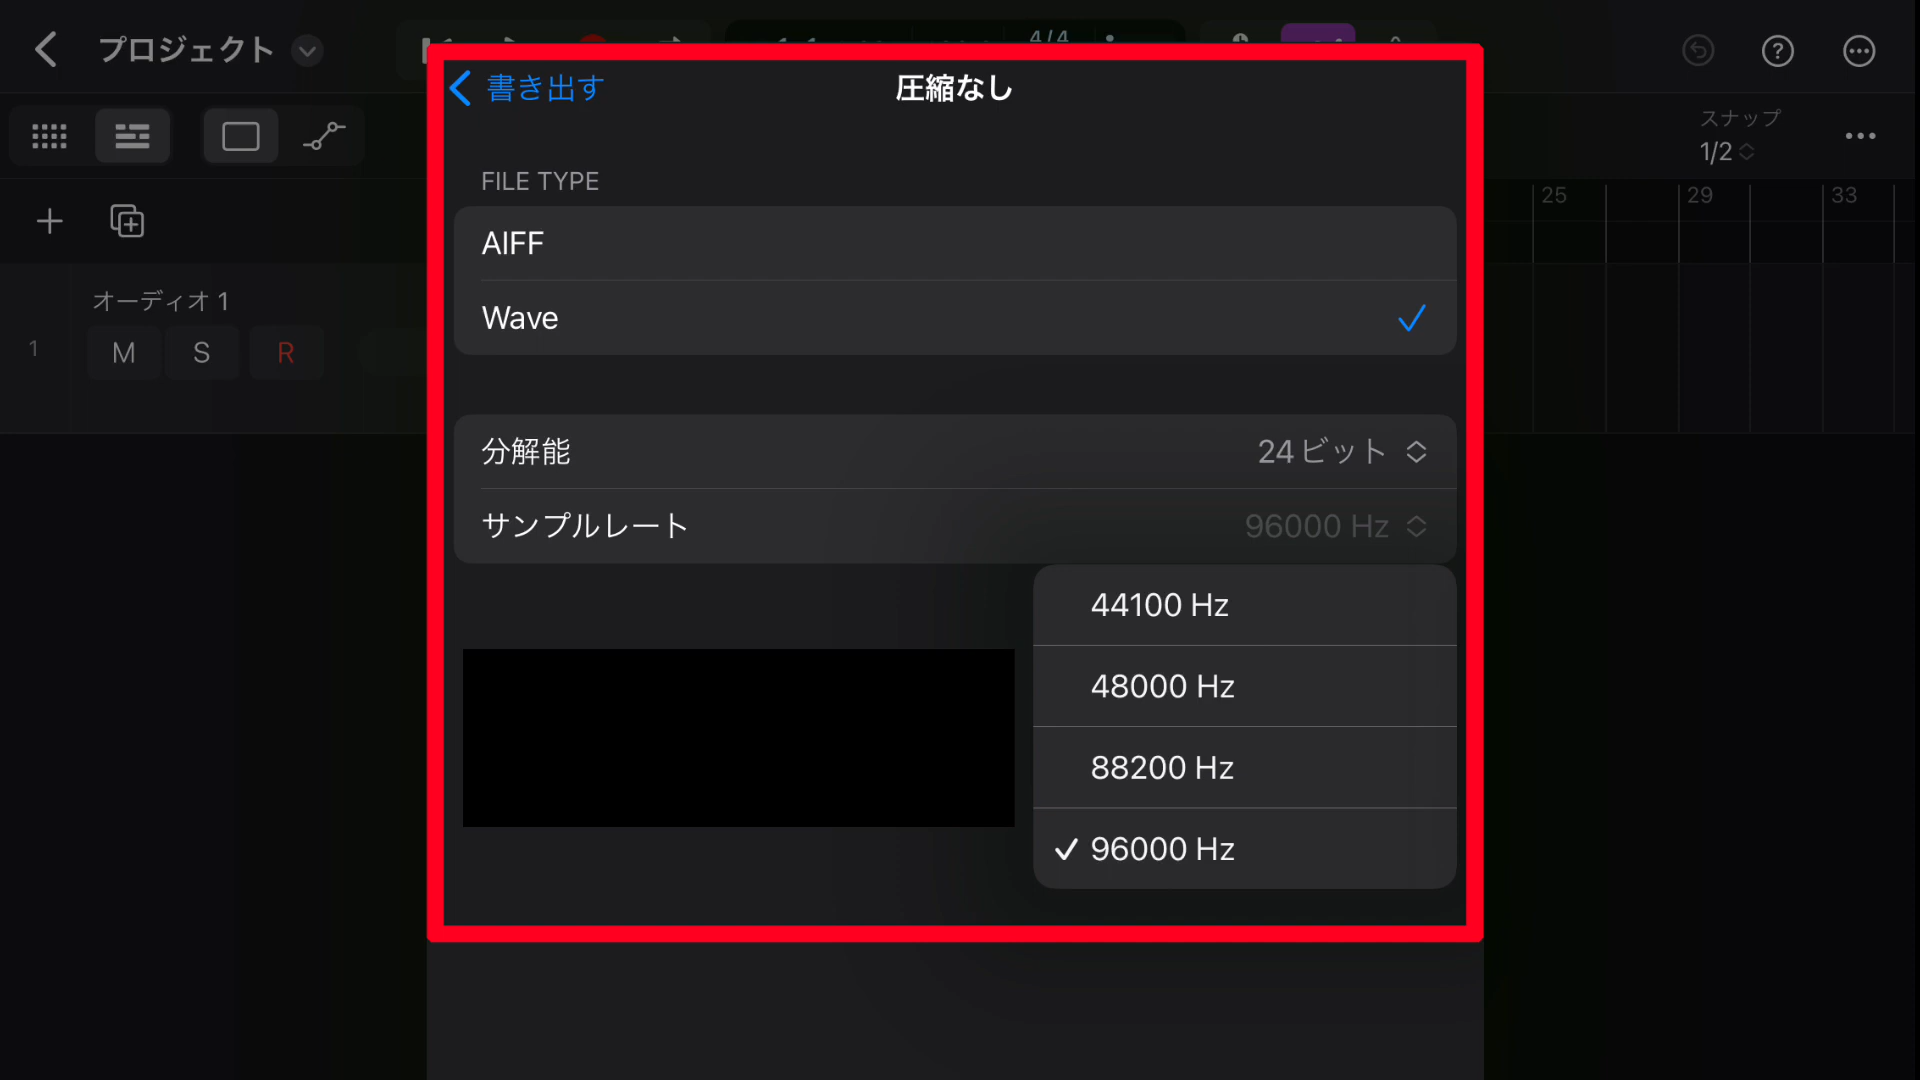 プロジェクト
4/4
書き出す
圧縮なし
スナップ
1/2
FILE TYPE
25
29
33
AIFF
オーディオ 1
Wave
1
M
S
R
分解能
24 ビット
サンプルレート
96000 Hz
44100 Hz
48000 Hz
88200 Hz
96000 Hz